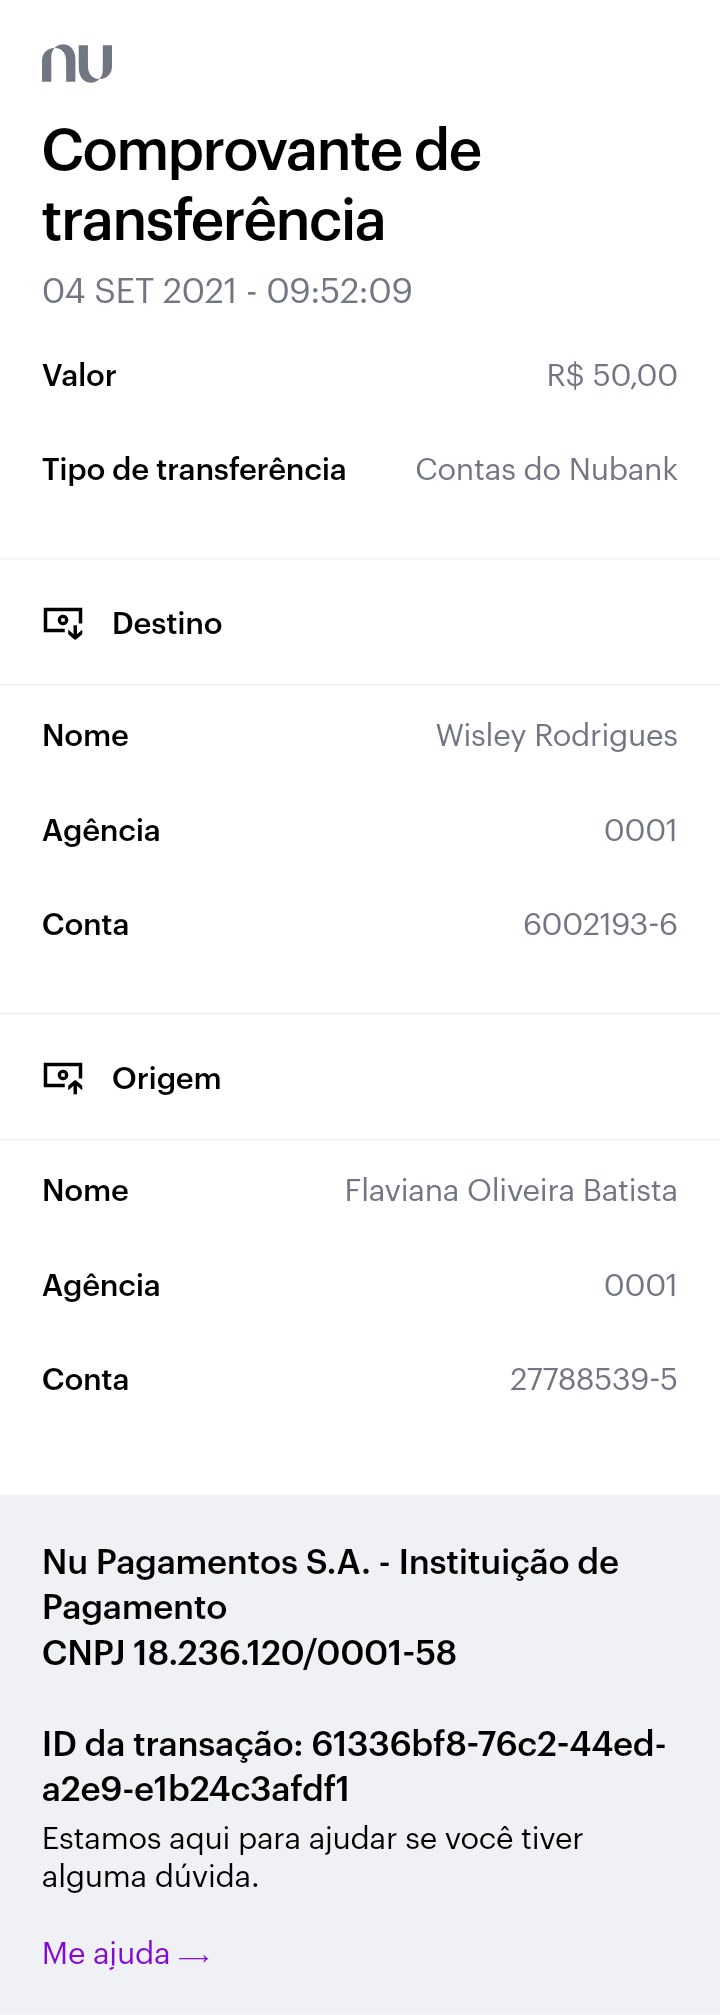 nu
Comprovante de
transferência
04 SET 2021 - 09:52:09
Valor R$ 50,00
Tipo de transferência Contas do Nubank
Destino
Nome Wisley Rodrigues
Agência 0001
Conta 6002193-6
Origem
Nome Flaviana Oliveira Batista
Agência 0001
Conta 27788539-5
Nu Pagamentos S.A. - Instituição de
Pagamento
CNPJ 18.236.120/0001-58
ID da transação: 61336bf8-76c2-44ed-
a2e9-e1b24c3afdf1
Estamos aqui para ajudar se você tiver
alguma dúvida.
Me ajuda →